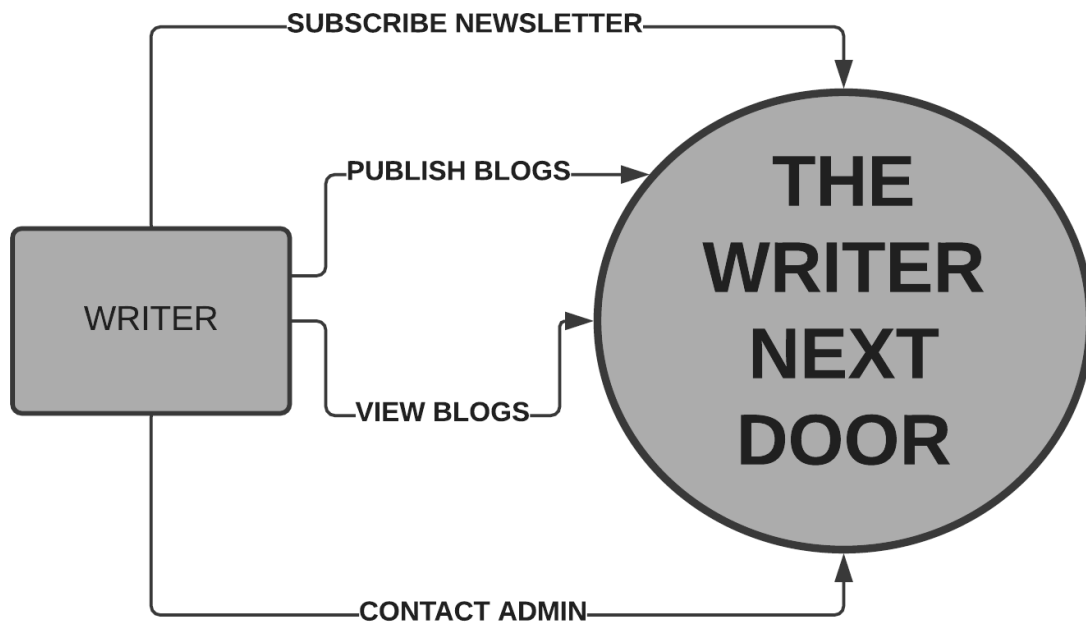 SUBSCRIBE NEWSLETTER
PUBLISH BLOGS
THE
WRITER
NEXT
DOOR
WRITER
VIEW BLOGS
CONTACT ADMIN